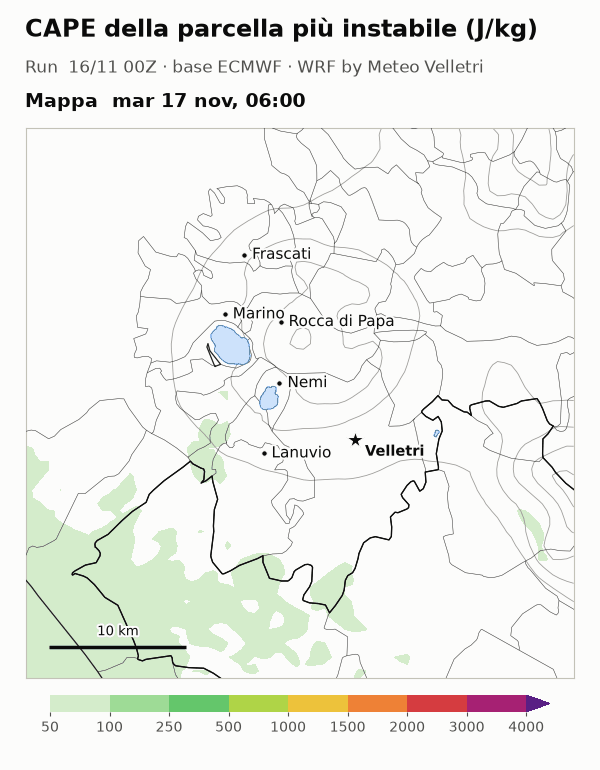 CAPE della parcella più instabile (J/kg)
Run  16/11 00Z · base ECMWF · WRF by Meteo Velletri
Mappa  mar 17 nov, 06:00
Frascati
Marino
Rocca di Papa
Nemi
Velletri
Lanuvio
10 km
50 100 250 500 1000 1500 2000 3000 4000